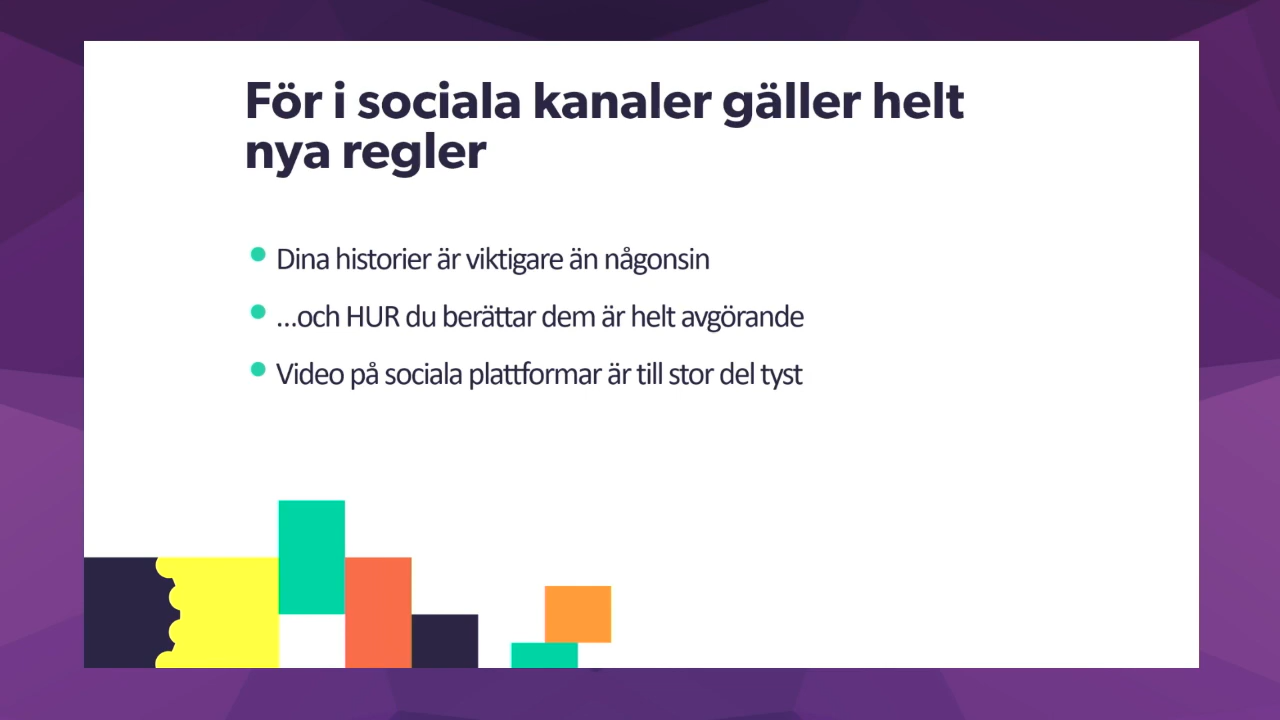 För i sociala kanaler gäller helt
nya regler
Dina historier är viktigare än någonsin
...och HUR du berättar dem är helt avgörande
Video på sociala plattformar är till stor del tyst